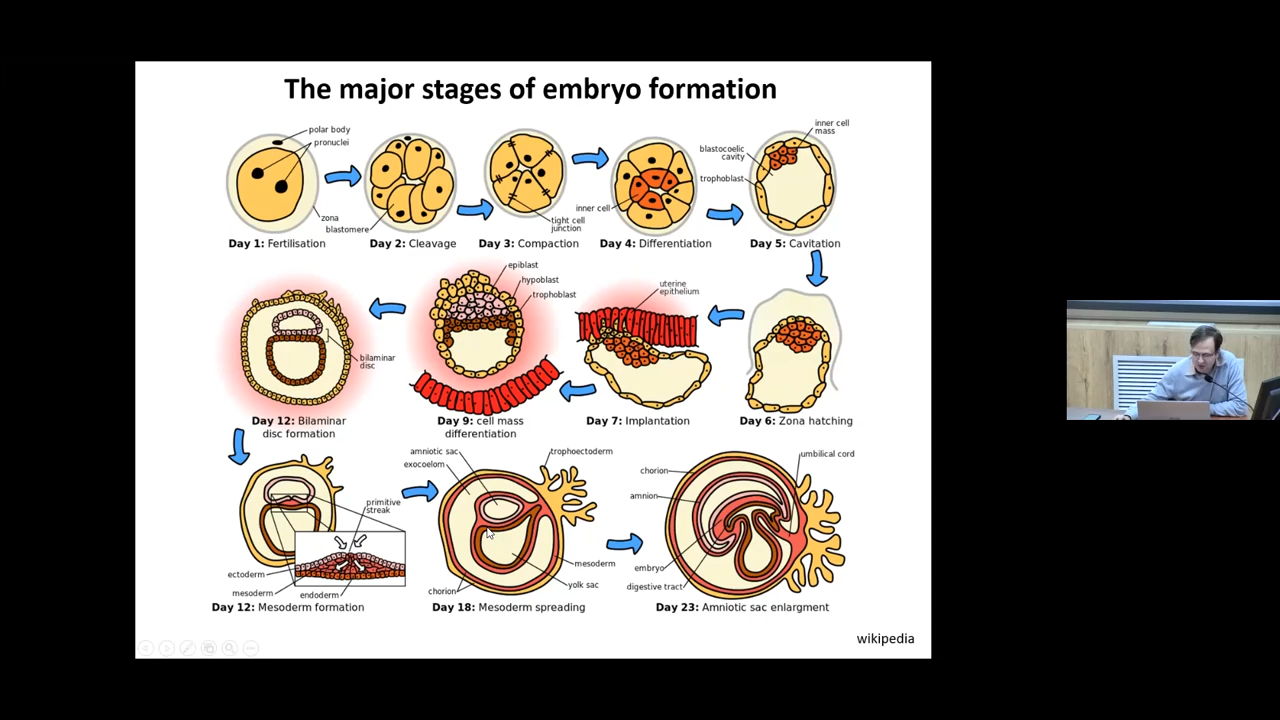 The major stages of embryo formation
polar body
pronuclei
zona
blastomere
tight cell
junction
inner cell
inner cell
mass
blastocoelic
cavity
trophoblast
Day 1: Fertilisation
Day 2: Cleavage
Day 3: Compaction
Day 4: Differentiation
Day 5: Cavitation
epiblast
hypoblast
trophoblast
uterine
epithelium
bilaminar
disc
Day 12: Bilaminar
disc formation
Day 9: cell mass
differentiation
Day 7: Implantation
Day 6: Zona hatching
primitive
streak
ectoderm
mesoderm
endoderm
amniotic sac
exocoelom
trophoectoderm
mesoderm
yolk sac
chorion
umbilical cord
chorion
amnion
embryo
digestive tract
Day 12: Mesoderm formation
Day 18: Mesoderm spreading
Day 23: Amniotic sac enlargment
wikipedia